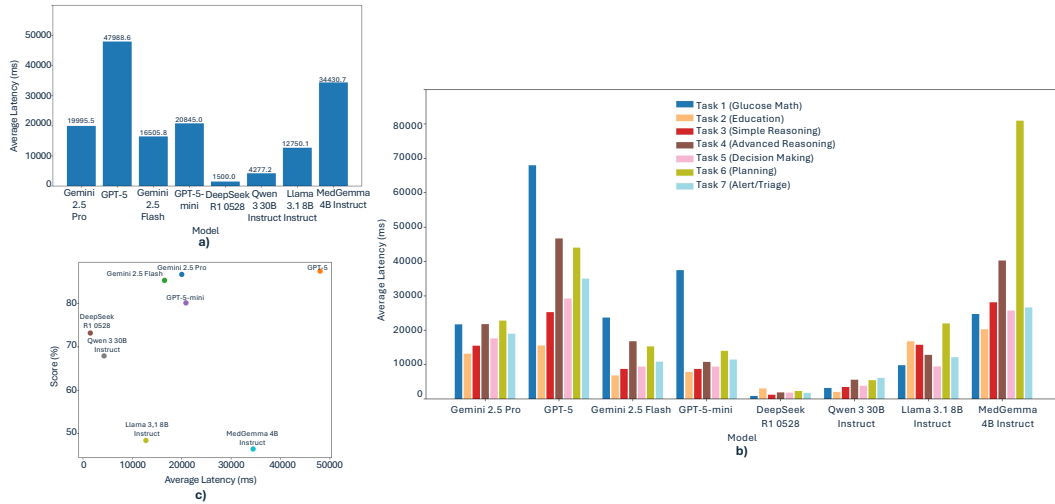 Average Latency (ms)
50000
40000
30000
20000
10000
0
19995.5
47988.6
16505.8
20845.0
1500.0
4277.2
12750.1
34430.7
Gemini
2.5
Pro
GPT-5
Gemini
2.5
Flash
GPT-5-
mini
DeepSeek
R1 0528
Qwen
3 30B
Instruct
Llama
3.1 8B
Instruct
MedGemma
4B Instruct
Model
a)
Average Latency (ms)
80000
70000
60000
50000
40000
30000
20000
10000
0
Task 1 (Glucose Math)
Task 2 (Education)
Task 3 (Simple Reasoning)
Task 4 (Advanced Reasoning)
Task 5 (Decision Making)
Task 6 (Planning)
Task 7 (Alert/Triage)
Gemini 2.5 Pro
GPT-5
Gemini 2.5 Flash
GPT-5-mini
DeepSeek
R1 0528
Qwen 3 30B
Instruct
Llama 3.1 8B
Instruct
MedGemma
4B Instruct
Model
b)
Score (%)
80
70
60
50
Gemini 2.5 Pro
Gemini 2.5 Flash
GPT-5
GPT-5-mini
DeepSeek
R1 0528
Qwen 3 30B
Instruct
Llama 3,1 8B
Instruct
MedGemma 4B
Instruct
0
10000
20000
30000
40000
50000
Average Latency (ms)
c)